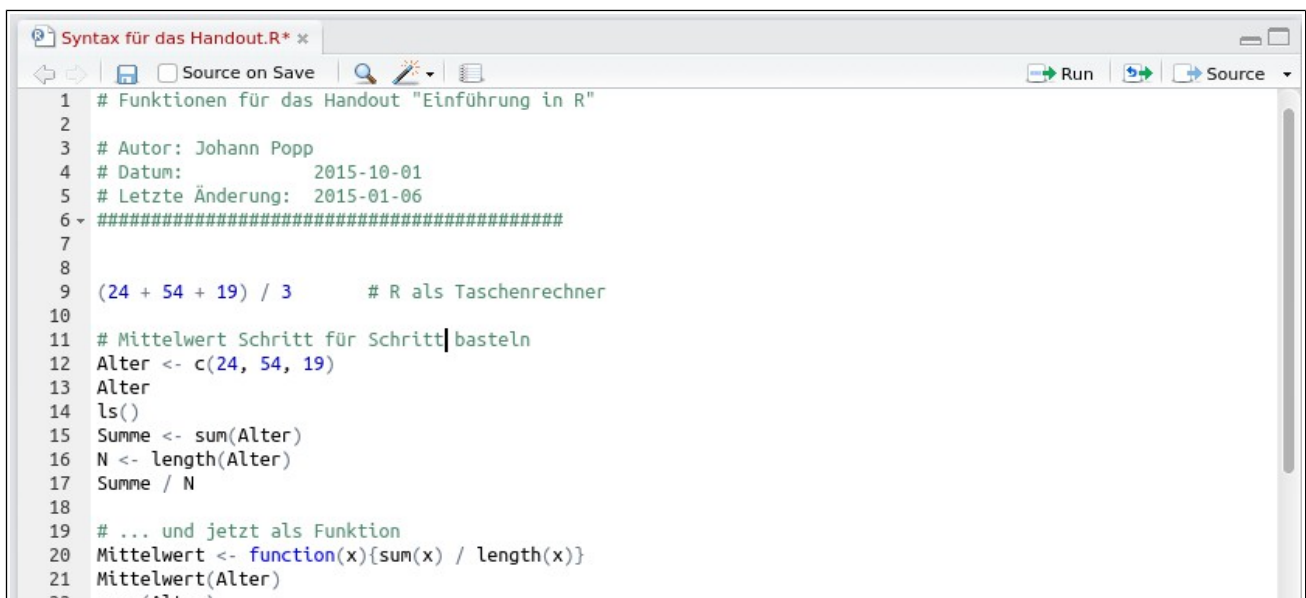 Syntax für das Handout.R* ×
Source on Save Run Source
1 # Funktionen für das Handout "Einführung in R"
2
3 # Autor: Johann Popp
4 # Datum: 2015-10-01
5 # Letzte Änderung: 2015-01-06
6 ###########################################
7
8
9 (24 + 54 + 19) / 3 # R als Taschenrechner
10
11 # Mittelwert Schritt für Schritt basteln
12 Alter <- c(24, 54, 19)
13 Alter
14 ls()
15 Summe <- sum(Alter)
16 N <- length(Alter)
17 Summe / N
18
19 # ... und jetzt als Funktion
20 Mittelwert <- function(x){sum(x) / length(x)}
21 Mittelwert(Alter)